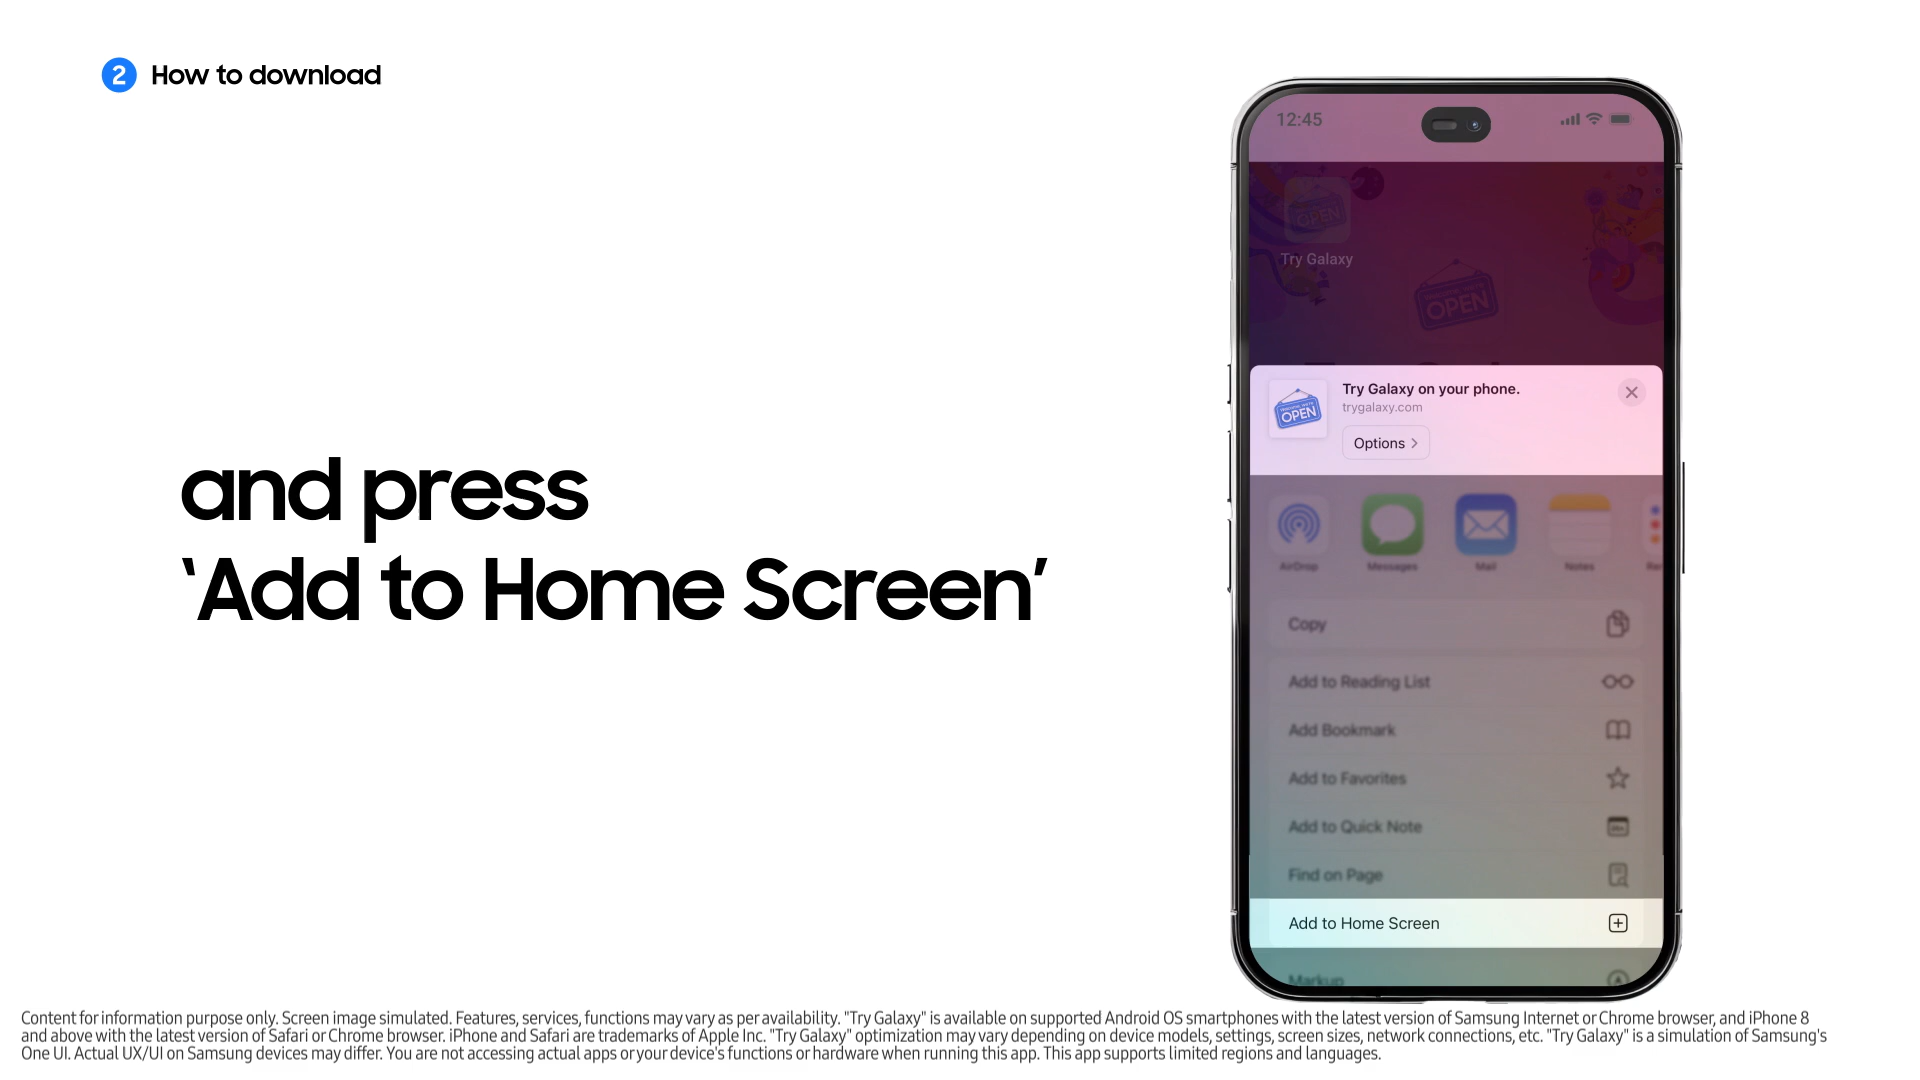 2 How to download
and press
‘Add to Home Screen’
12:45
OPEN
Try Galaxy
OPEN
OPEN
Try Galaxy on your phone.
trygalaxy.com
Options
AirDrop Messages Mail Notes
Copy
Add to Reading List
Add Bookmark
Add to Favorites
Add to Quick Note
Find on Page
Add to Home Screen
Markup
Content for information purpose only. Screen image simulated. Features, services, functions may vary as per availability. "Try Galaxy" is available on supported Android OS smartphones with the latest version of Samsung Internet or Chrome browser, and iPhone 8
and above with the latest version of Safari or Chrome browser. iPhone and Safari are trademarks of Apple Inc. "Try Galaxy" optimization may vary depending on device models, settings, screen sizes, network connections, etc. "Try Galaxy" is a simulation of Samsung's
One UI. Actual UX/UI on Samsung devices may differ. You are not accessing actual apps or your device's functions or hardware when running this app. This app supports limited regions and languages.